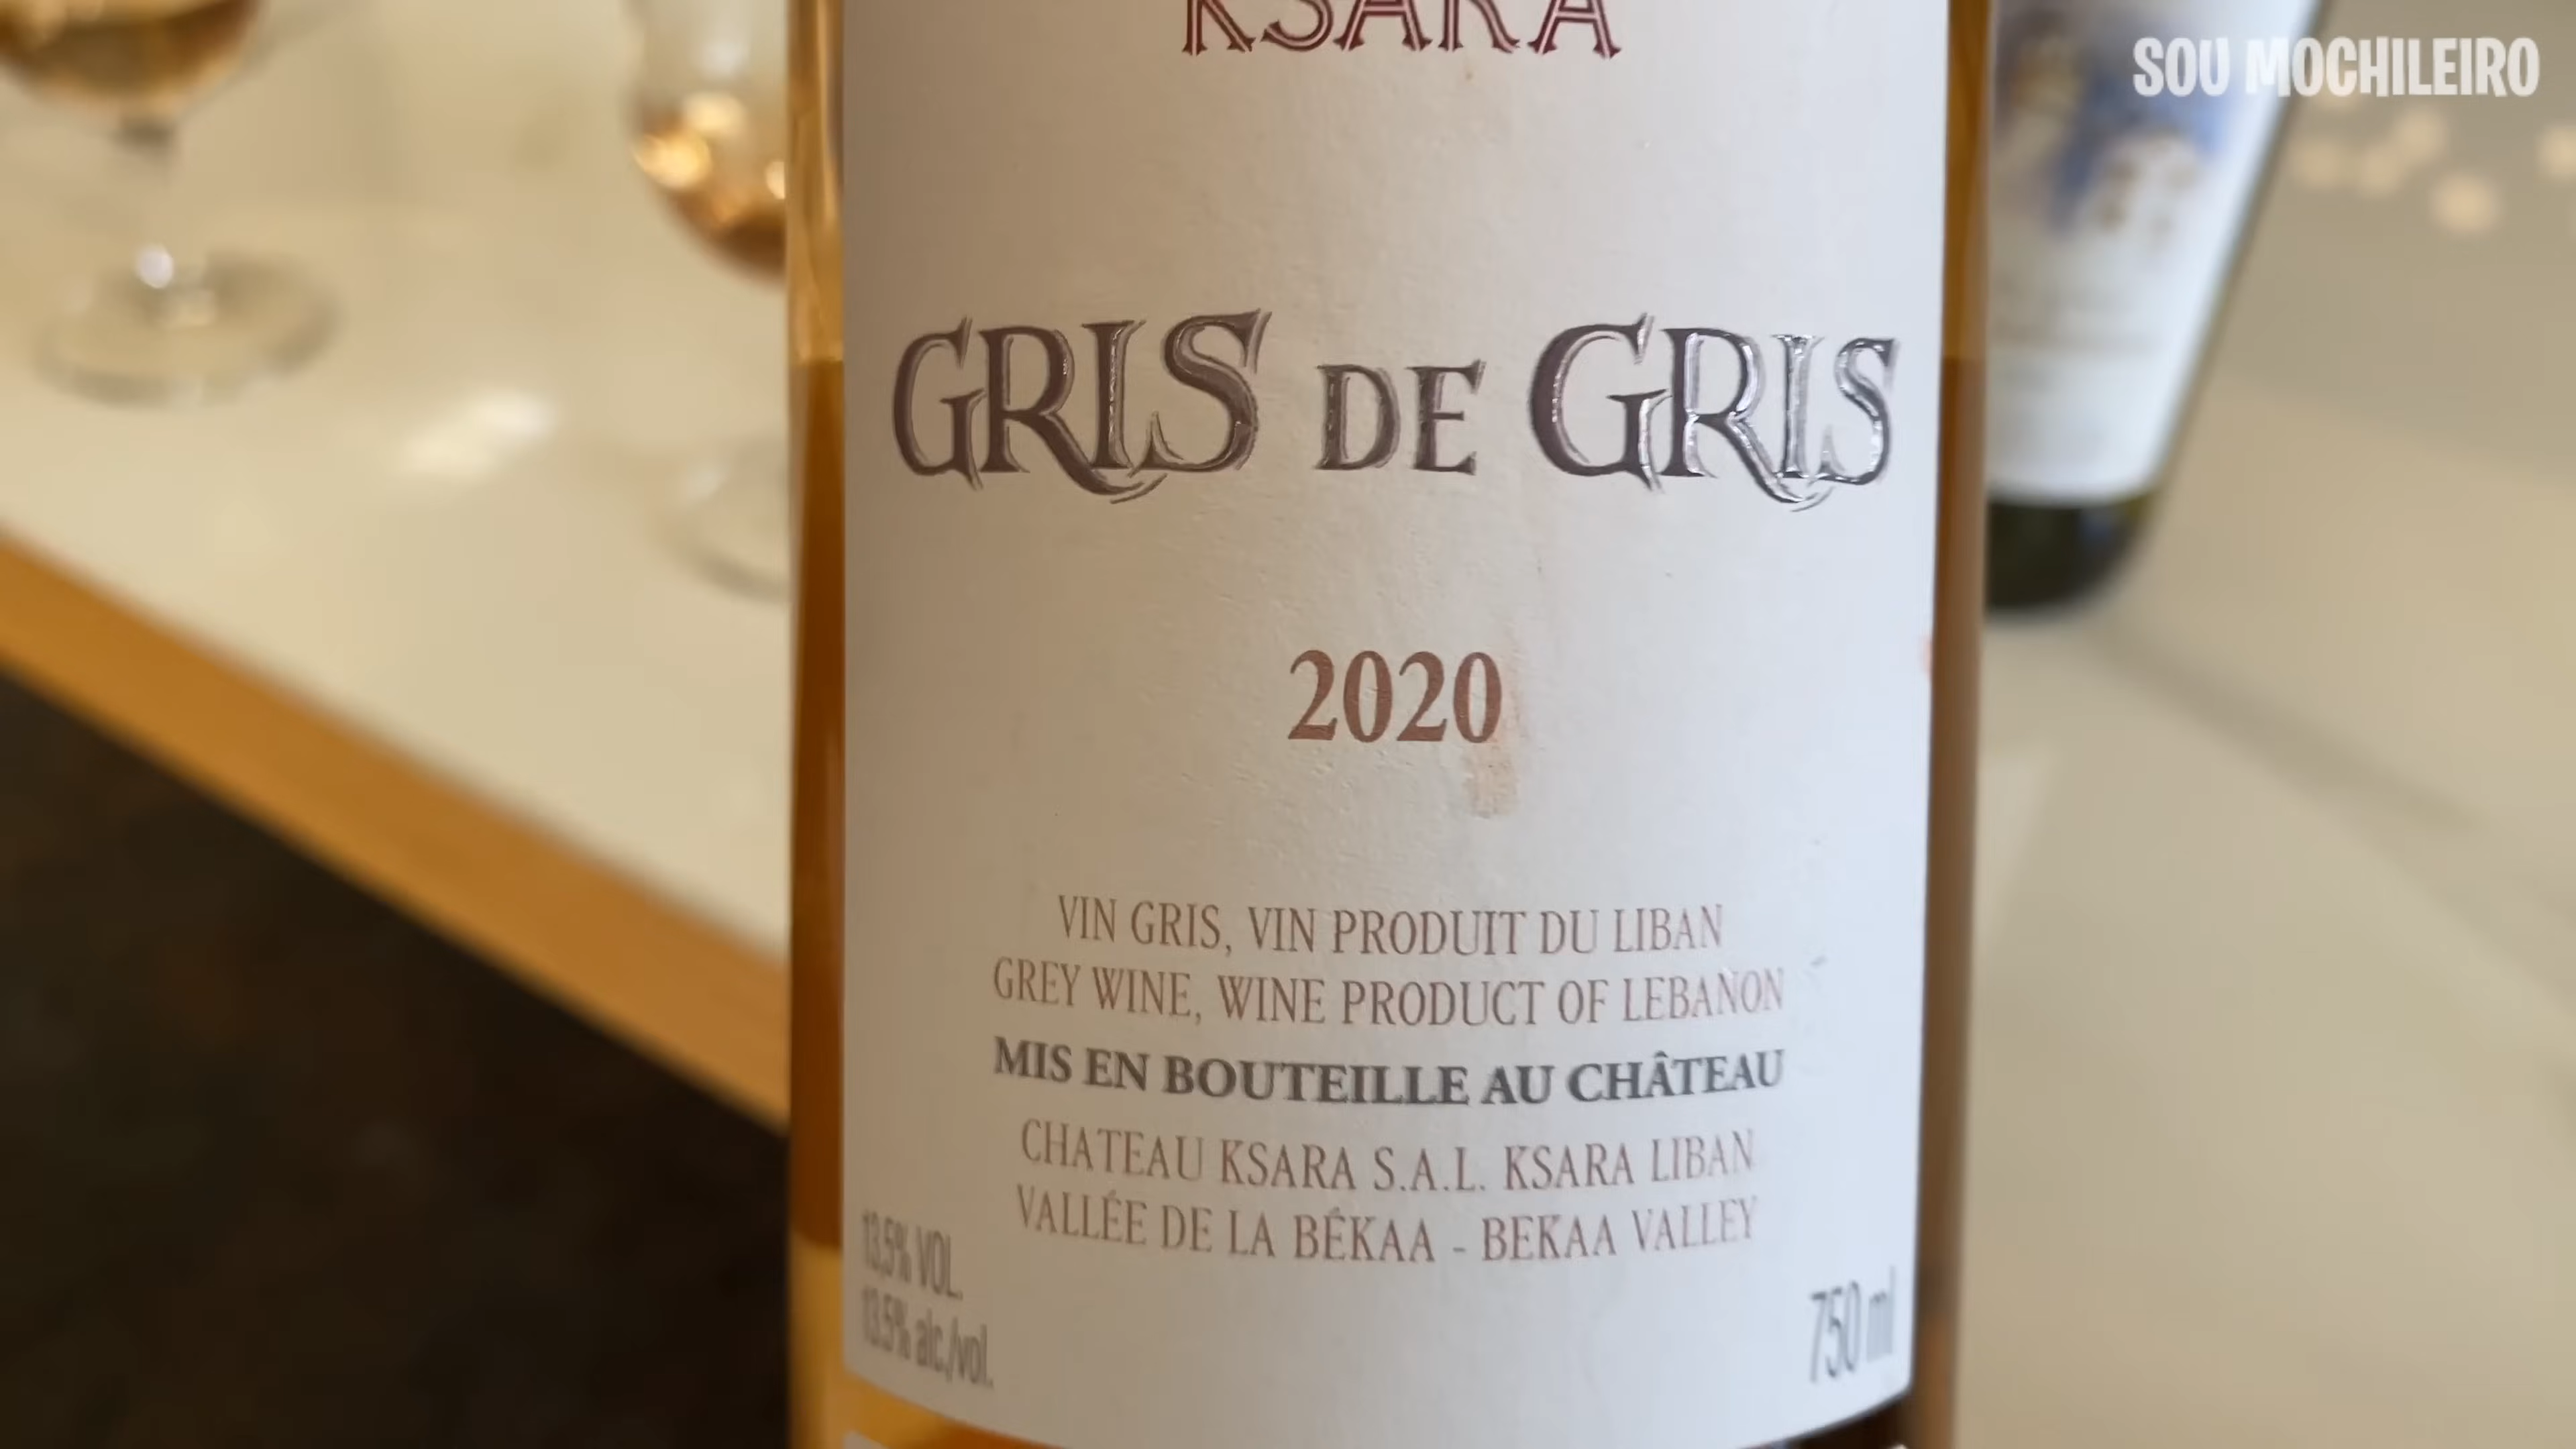 KSARA
SOU MOCHILEIRO
GRIS DE GRIS
2020
VIN GRIS, VIN PRODUIT DU LIBAN
GREY WINE, WINE PRODUCT OF LEBANON
MIS EN BOUTEILLE AU CHÂTEAU
CHATEAU KSARA S.A.L. KSARA LIBAN
VALLÉE DE LA BÉKAA - BEKAA VALLEY
13,5% VOL.
13.5% alc./vol.
750 ml